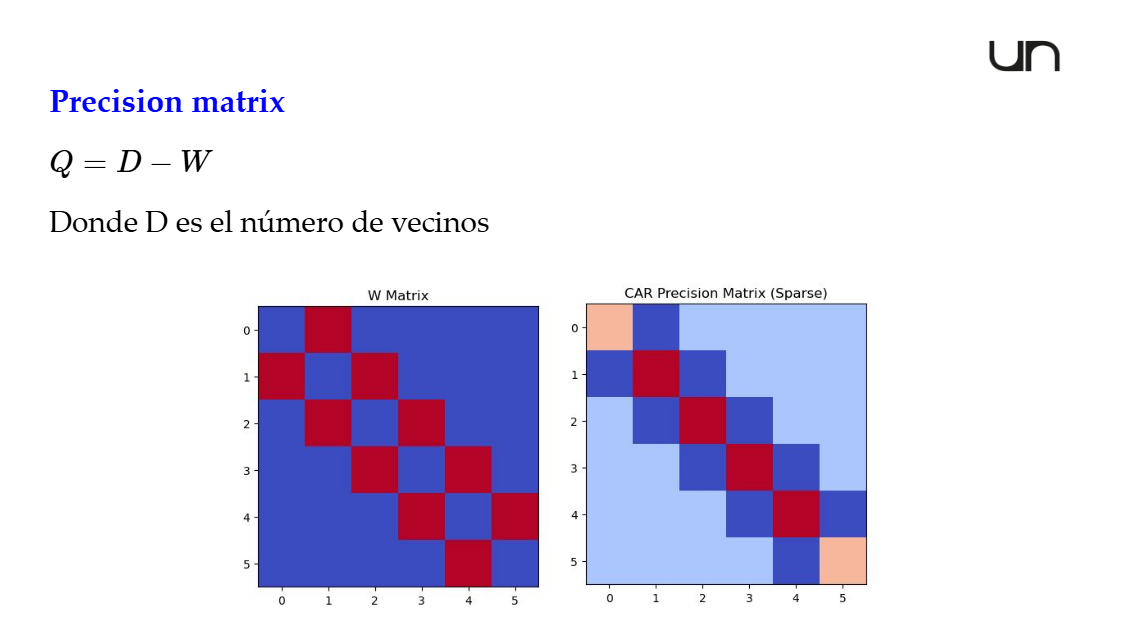 un
Precision matrix
Q = D − W
Donde D es el número de vecinos
W Matrix
0
1
2
3
4
5
0 1 2 3 4 5
CAR Precision Matrix (Sparse)
0
1
2
3
4
5
0 1 2 3 4 5